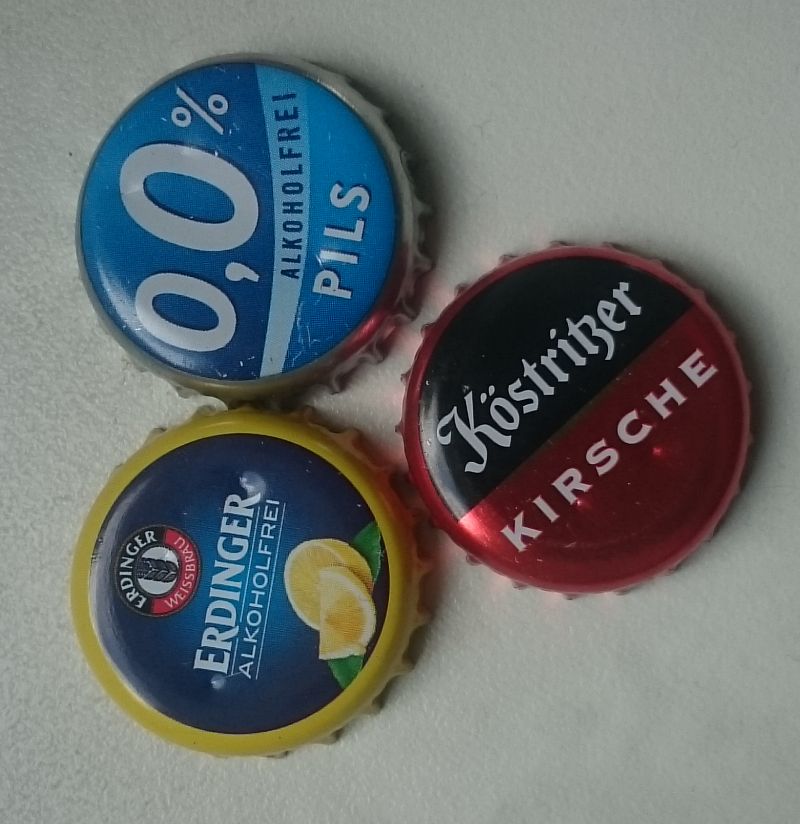 0,0%
ALKOHOLFREI
PILS
Köstritzer
KIRSCHE
ERDINGER
WEISSBRÄU
ERDINGER
ALKOHOLFREI